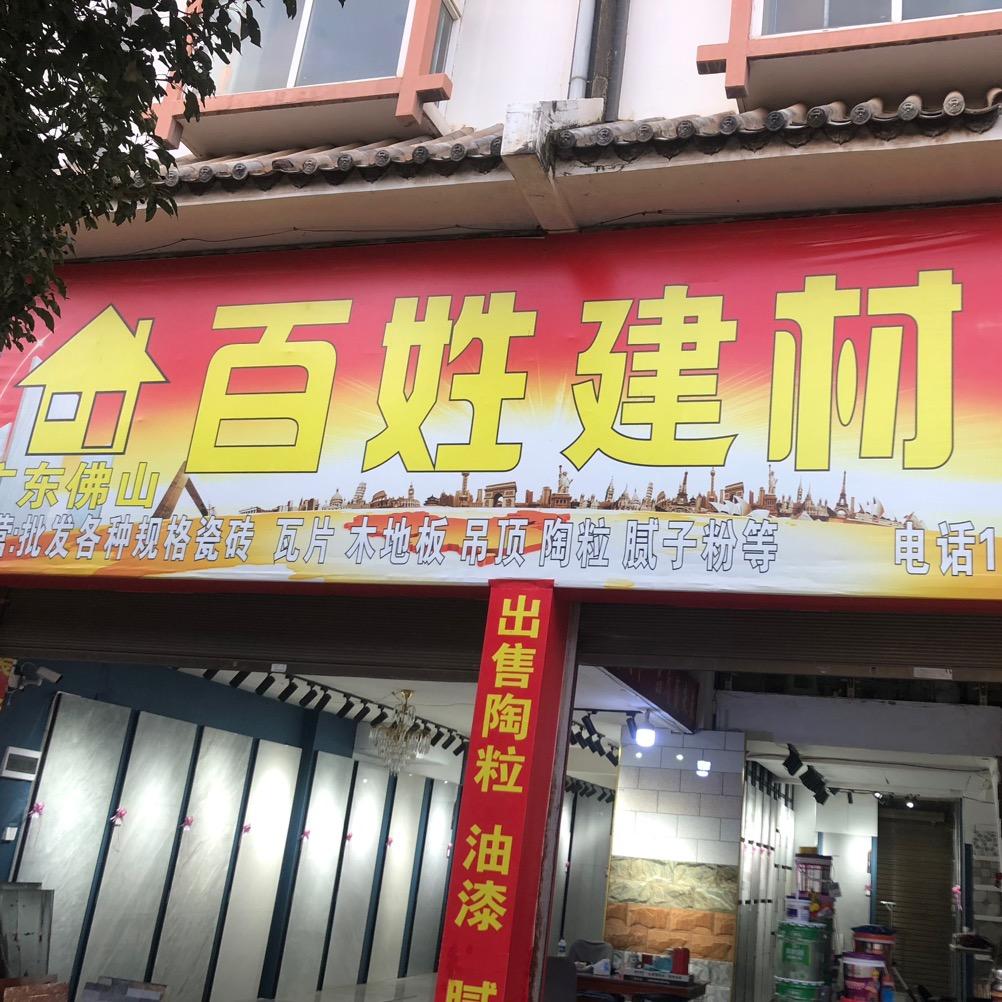 百姓建材
广东佛山
营:批发各种规格瓷砖 瓦片 木地板 吊顶 陶粒 腻子粉等 电话1
出售陶粒 油漆 腻